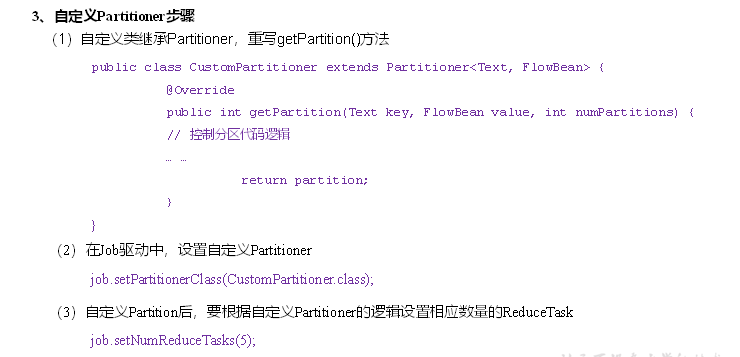 3、自定义Partitioner步骤
（1）自定义类继承Partitioner，重写getPartition()方法
public class CustomPartitioner extends Partitioner<Text, FlowBean> {
@Override
public int getPartition(Text key, FlowBean value, int numPartitions) {
// 控制分区代码逻辑
… …
return partition;
}
}
（2）在Job驱动中，设置自定义Partitioner
job.setPartitionerClass(CustomPartitioner.class);
（3）自定义Partition后，要根据自定义Partitioner的逻辑设置相应数量的ReduceTask
job.setNumReduceTasks(5);